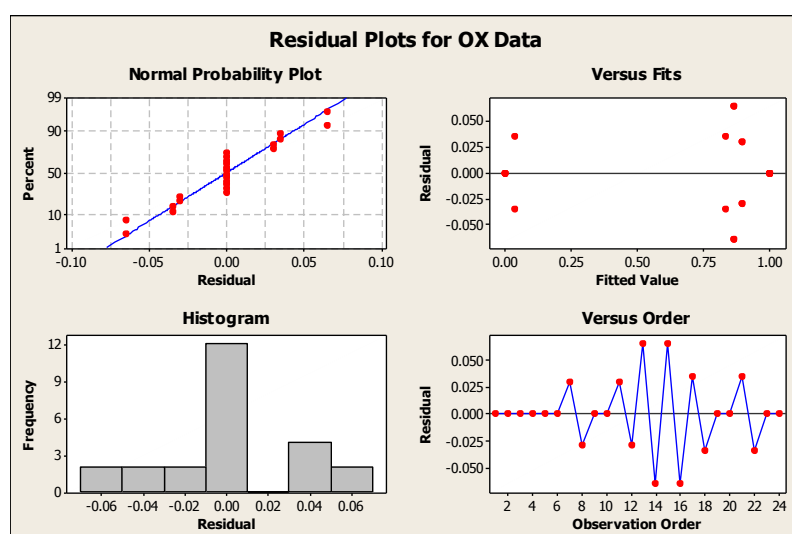 Residual Plots for OX Data
Normal Probability Plot
99
90
50
10
1
Percent
-0.10 -0.05 0.00 0.05 0.10
Residual
Versus Fits
0.050
0.025
0.000
-0.025
-0.050
Residual
0.00 0.25 0.50 0.75 1.00
Fitted Value
Histogram
12
9
6
3
0
Frequency
-0.06 -0.04 -0.02 0.00 0.02 0.04 0.06
Residual
Versus Order
0.050
0.025
0.000
-0.025
-0.050
Residual
2 4 6 8 10 12 14 16 18 20 22 24
Observation Order